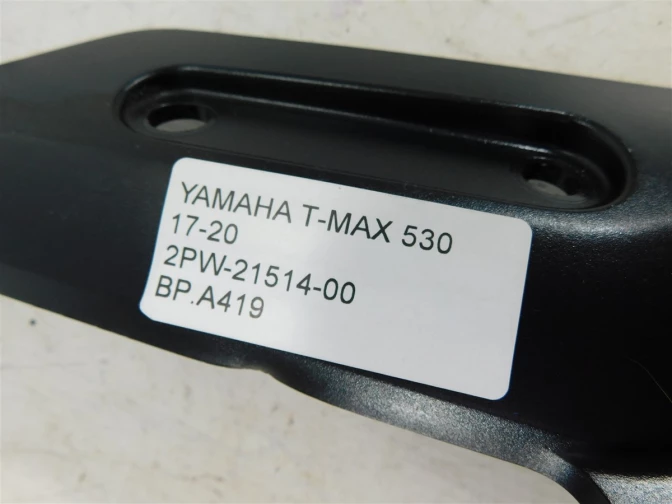 YAMAHA T-MAX 530
17-20
2PW-21514-00
BP.A419